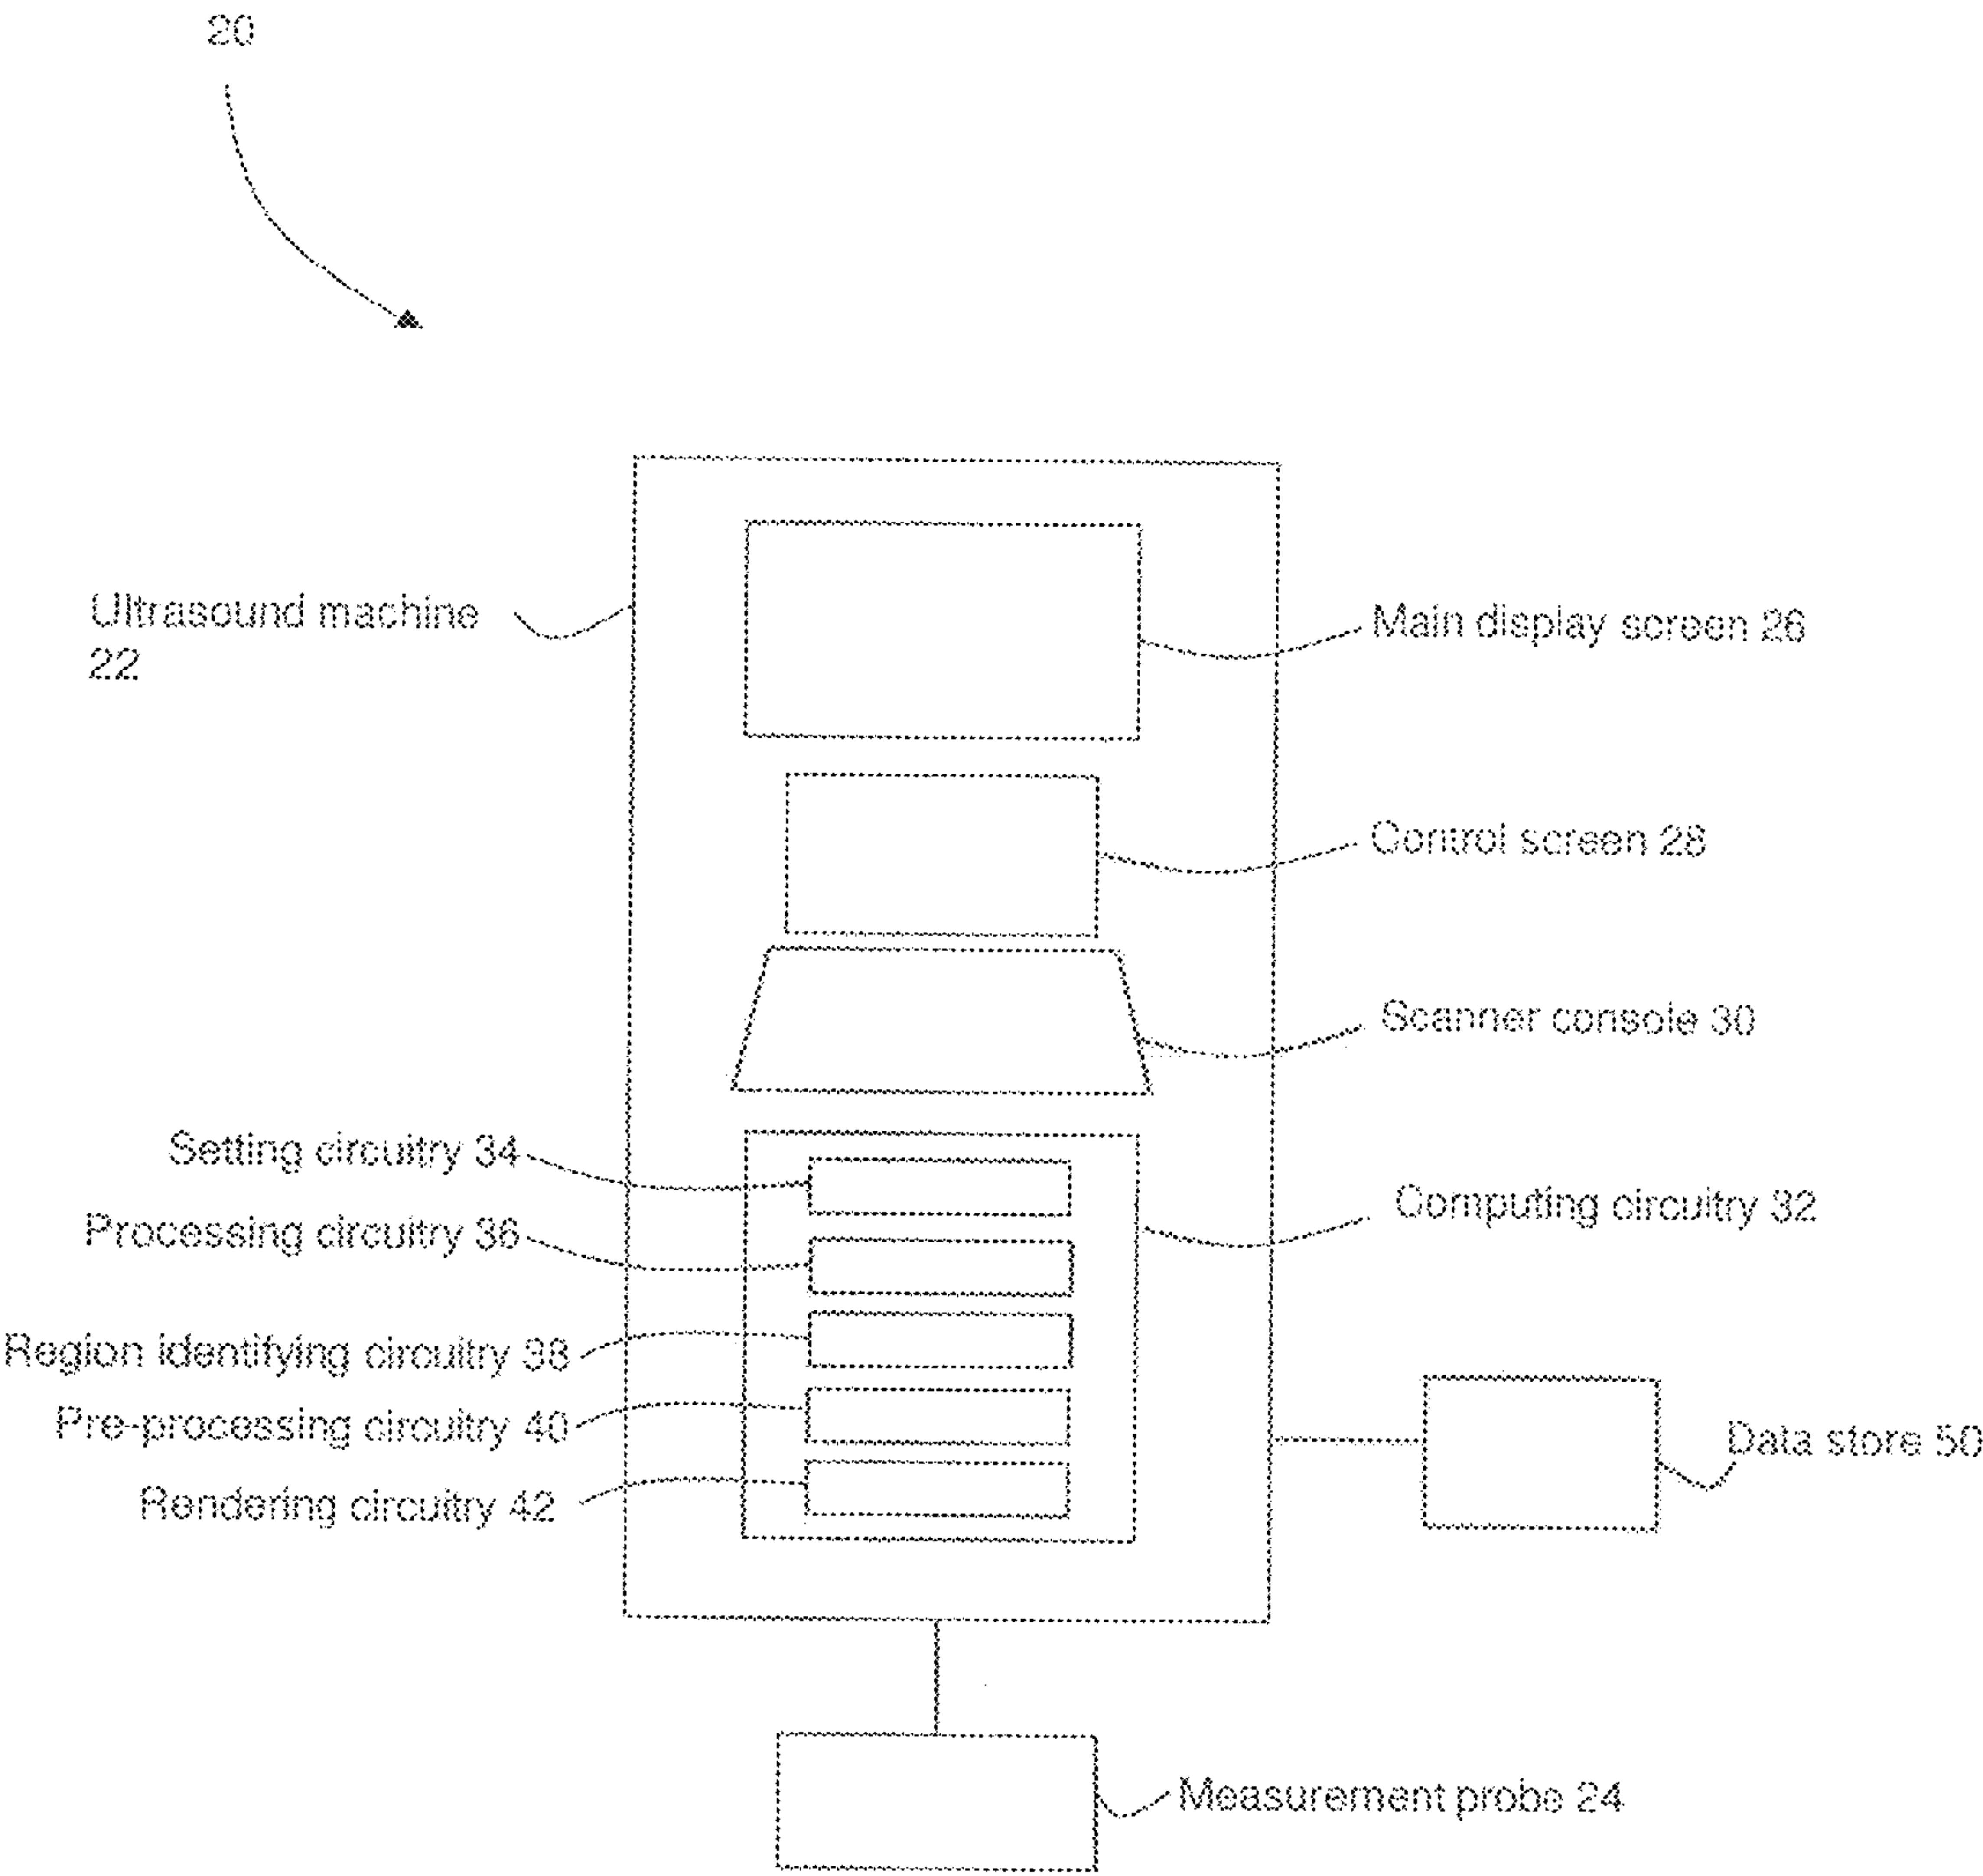 20
Ultrasound machine
22
Main display screen 26
Control screen 28
Scanner console 30
Setting circuitry 34
Computing circuitry 32
Processing circuitry 36
Region identifying circuitry 38
Pre-processing circuitry 40
Data store 50
Rendering circuitry 42
Measurement probe 24